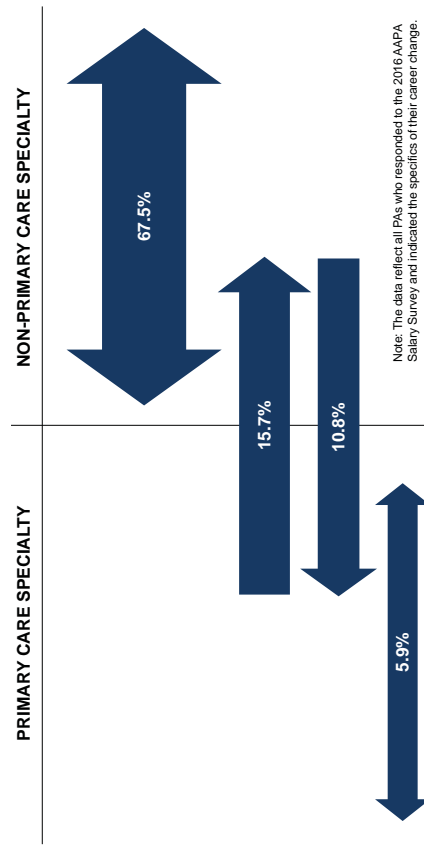 PRIMARY CARE SPECIALTY
NON-PRIMARY CARE SPECIALTY
67.5%
15.7%
10.8%
5.9%
Note: The data reflect all PAs who responded to the 2016 AAPA
Salary Survey and indicated the specifics of their career change.